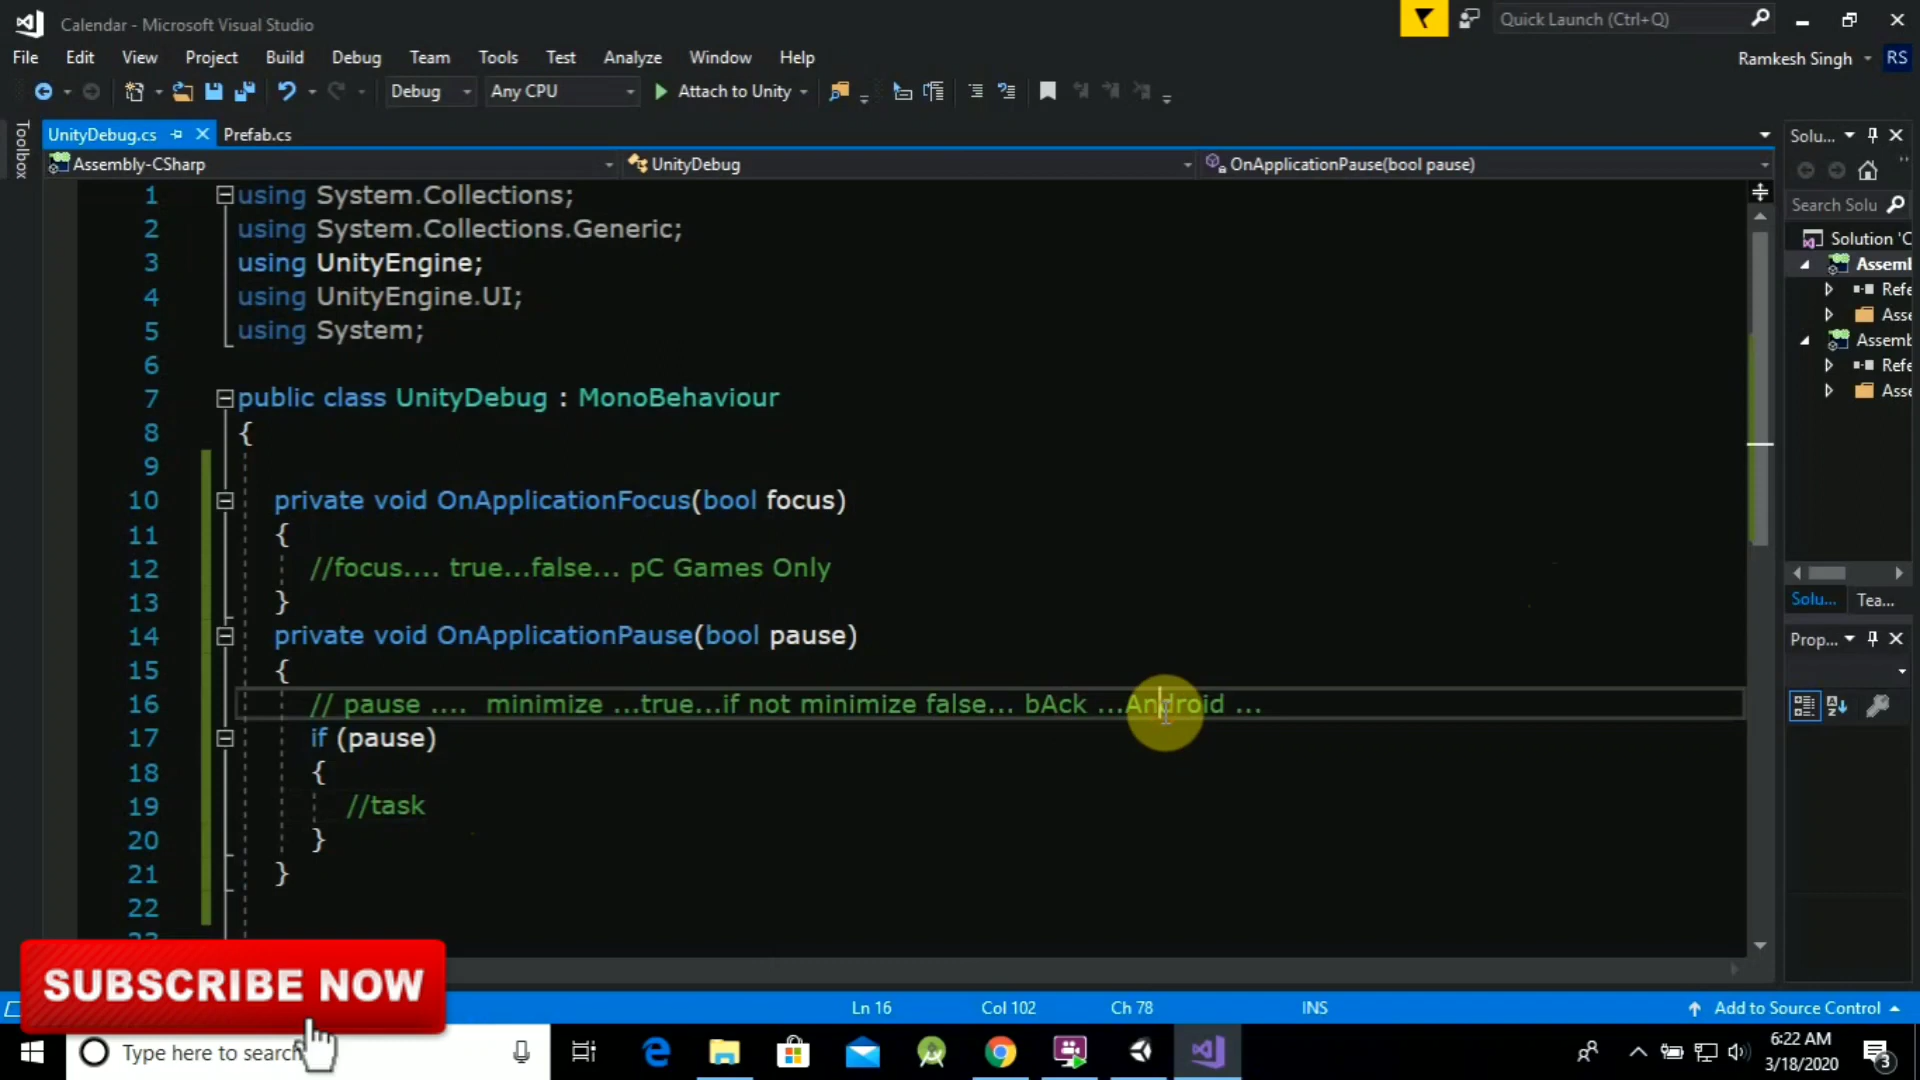 Calendar - Microsoft Visual Studio
Quick Launch (Ctrl+Q)
File Edit View Project Build Debug Team Tools Test Analyze Window Help
Ramkesh Singh RS
Debug Any CPU Attach to Unity
Toolbox
UnityDebug.cs Prefab.cs
Solu...
Assembly-CSharp UnityDebug OnApplicationPause(bool pause)
Search Solu
1 using System.Collections;
2 using System.Collections.Generic;
3 using UnityEngine;
4 using UnityEngine.UI;
5 using System;
6
7 public class UnityDebug : MonoBehaviour
8 {
9
10 private void OnApplicationFocus(bool focus)
11 {
12 //focus.... true...false... pC Games Only
13 }
14 private void OnApplicationPause(bool pause)
15 {
16 // pause .... minimize ...true...if not minimize false... bAck ...Android ...
17 if (pause)
18 {
19 //task
20 }
21 }
22
Solution 'C
Assembl
Refe
Asse
Assemb
Refe
Asse
Solu... Tea...
Prop...
SUBSCRIBE NOW
Ln 16 Col 102 Ch 78 INS Add to Source Control
Type here to search
6:22 AM
3/18/2020
3